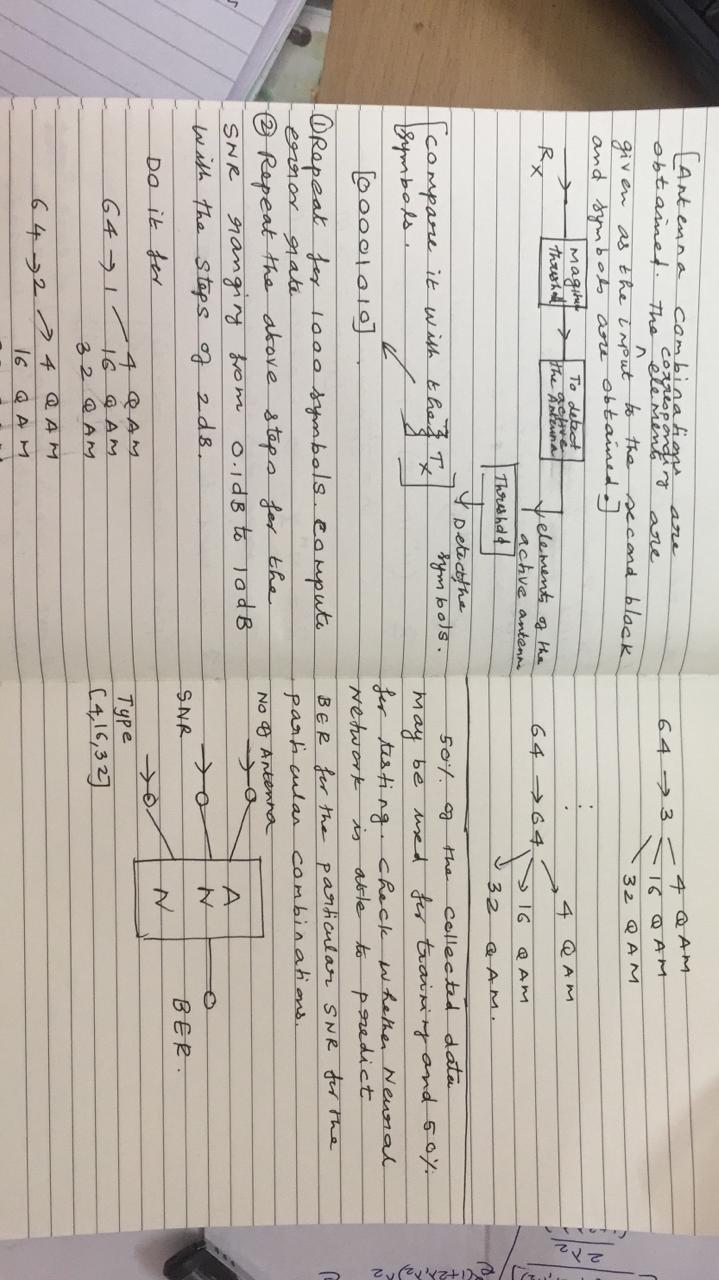 [Antenna combinations are
obtained. The corresponding elements are
given as the input to the second block
and symbols are obtained.]
Rx
Magitu
threshold
To detect
active
the Antenna
elements of the
active antenna
Threshold
Detect the
symbols.
[compare it with the Tx]
symbols.
[00001010].
① Repeat for 1000 symbols. compute
error rate
② Repeat the above steps for the
SNR ranging from 0.1dB to 10dB
with the steps of 2dB.
Do it for
64 → 1 4 QAM
16 QAM
32 QAM
64 → 2 → 4 QAM
16 QAM
64 → 3 4 QAM
16 QAM
32 QAM
⋮
64 → 64 4 QAM
16 QAM
32 QAM.
50% of the collected data
may be used for training and 50%
for testing. Check whether Neural
Network is able to predict
BER for the particular SNR for the
particular combinations.
No of Antenna
SNR
Type
[4,16,32]
A
N
N
BER.